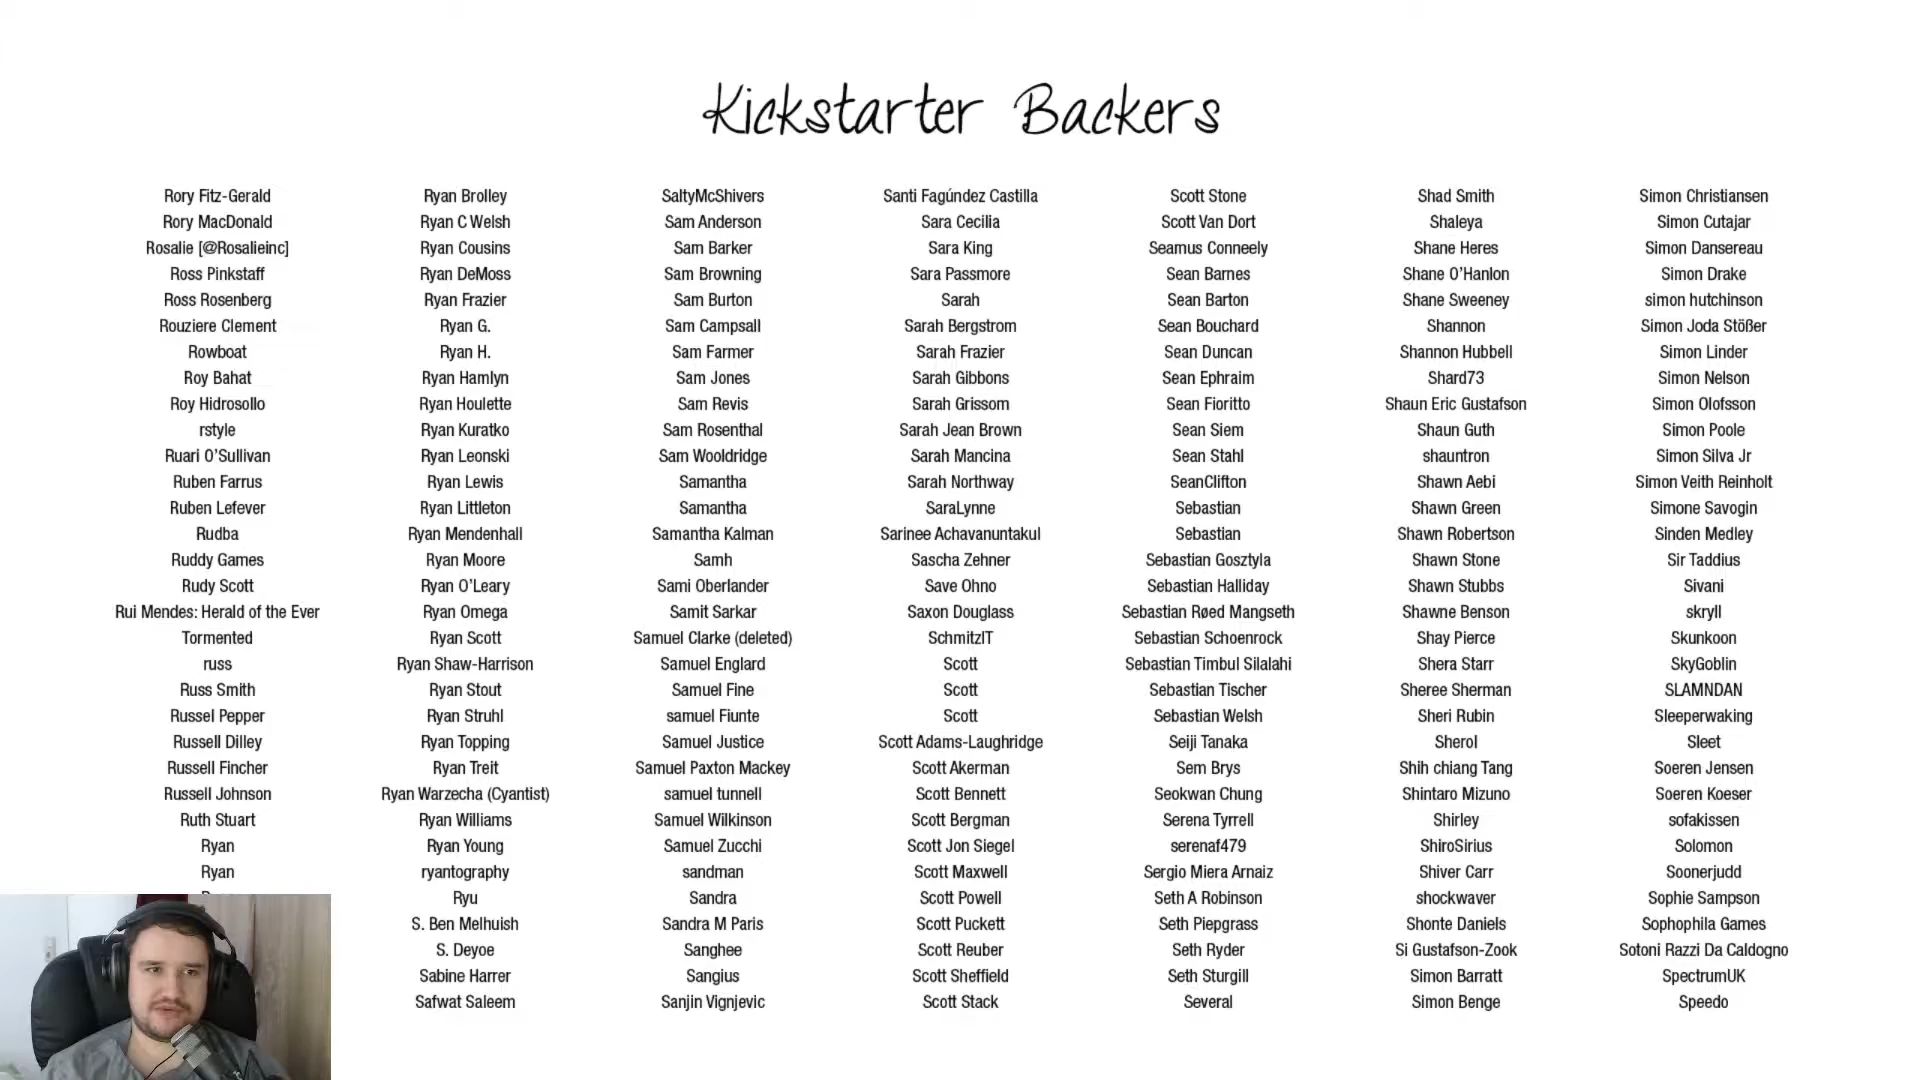 Kickstarter Backers
Rory Fitz-Gerald
Rory MacDonald
Rosalie [@Rosalieinc]
Ross Pinkstaff
Ross Rosenberg
Rouziere Clement
Rowboat
Roy Bahat
Roy Hidrosollo
rstyle
Ruari O'Sullivan
Ruben Farrus
Ruben Lefever
Rudba
Ruddy Games
Rudy Scott
Rui Mendes: Herald of the Ever
Tormented
russ
Russ Smith
Russel Pepper
Russell Dilley
Russell Fincher
Russell Johnson
Ruth Stuart
Ryan
Ryan
Ryan Brolley
Ryan C Welsh
Ryan Cousins
Ryan DeMoss
Ryan Frazier
Ryan G.
Ryan H.
Ryan Hamlyn
Ryan Houlette
Ryan Kuratko
Ryan Leonski
Ryan Lewis
Ryan Littleton
Ryan Mendenhall
Ryan Moore
Ryan O'Leary
Ryan Omega
Ryan Scott
Ryan Shaw-Harrison
Ryan Stout
Ryan Struhl
Ryan Topping
Ryan Treit
Ryan Warzecha (Cyantist)
Ryan Williams
Ryan Young
ryantography
Ryu
S. Ben Melhuish
S. Deyoe
Sabine Harrer
Safwat Saleem
SaltyMcShivers
Sam Anderson
Sam Barker
Sam Browning
Sam Burton
Sam Campsall
Sam Farmer
Sam Jones
Sam Revis
Sam Rosenthal
Sam Wooldridge
Samantha
Samantha
Samantha Kalman
Samh
Sami Oberlander
Samit Sarkar
Samuel Clarke (deleted)
Samuel Englard
Samuel Fine
samuel Fiunte
Samuel Justice
Samuel Paxton Mackey
samuel tunnell
Samuel Wilkinson
Samuel Zucchi
sandman
Sandra
Sandra M Paris
Sanghee
Sangius
Sanjin Vignjevic
Santi Fagúndez Castilla
Sara Cecilia
Sara King
Sara Passmore
Sarah
Sarah Bergstrom
Sarah Frazier
Sarah Gibbons
Sarah Grissom
Sarah Jean Brown
Sarah Mancina
Sarah Northway
SaraLynne
Sarinee Achavanuntakul
Sascha Zehner
Save Ohno
Saxon Douglass
SchmitzIT
Scott
Scott
Scott
Scott Adams-Laughridge
Scott Akerman
Scott Bennett
Scott Bergman
Scott Jon Siegel
Scott Maxwell
Scott Powell
Scott Puckett
Scott Reuber
Scott Sheffield
Scott Stack
Scott Stone
Scott Van Dort
Seamus Conneely
Sean Barnes
Sean Barton
Sean Bouchard
Sean Duncan
Sean Ephraim
Sean Fioritto
Sean Siem
Sean Stahl
SeanClifton
Sebastian
Sebastian
Sebastian Gosztyla
Sebastian Halliday
Sebastian Røed Mangseth
Sebastian Schoenrock
Sebastian Timbul Silalahi
Sebastian Tischer
Sebastian Welsh
Seiji Tanaka
Sem Brys
Seokwan Chung
Serena Tyrrell
serenaf479
Sergio Miera Arnaiz
Seth A Robinson
Seth Piepgrass
Seth Ryder
Seth Sturgill
Several
Shad Smith
Shaleya
Shane Heres
Shane O'Hanlon
Shane Sweeney
Shannon
Shannon Hubbell
Shard73
Shaun Eric Gustafson
Shaun Guth
shauntron
Shawn Aebi
Shawn Green
Shawn Robertson
Shawn Stone
Shawn Stubbs
Shawne Benson
Shay Pierce
Shera Starr
Sheree Sherman
Sheri Rubin
Sherol
Shih chiang Tang
Shintaro Mizuno
Shirley
ShiroSirius
Shiver Carr
shockwaver
Shonte Daniels
Si Gustafson-Zook
Simon Barratt
Simon Benge
Simon Christiansen
Simon Cutajar
Simon Dansereau
Simon Drake
simon hutchinson
Simon Joda Stößer
Simon Linder
Simon Nelson
Simon Olofsson
Simon Poole
Simon Silva Jr
Simon Veith Reinholt
Simone Savogin
Sinden Medley
Sir Taddius
Sivani
skryll
Skunkoon
SkyGoblin
SLAMNDAN
Sleeperwaking
Sleet
Soeren Jensen
Soeren Koeser
sofakissen
Solomon
Soonerjudd
Sophie Sampson
Sophophila Games
Sotoni Razzi Da Caldogno
SpectrumUK
Speedo